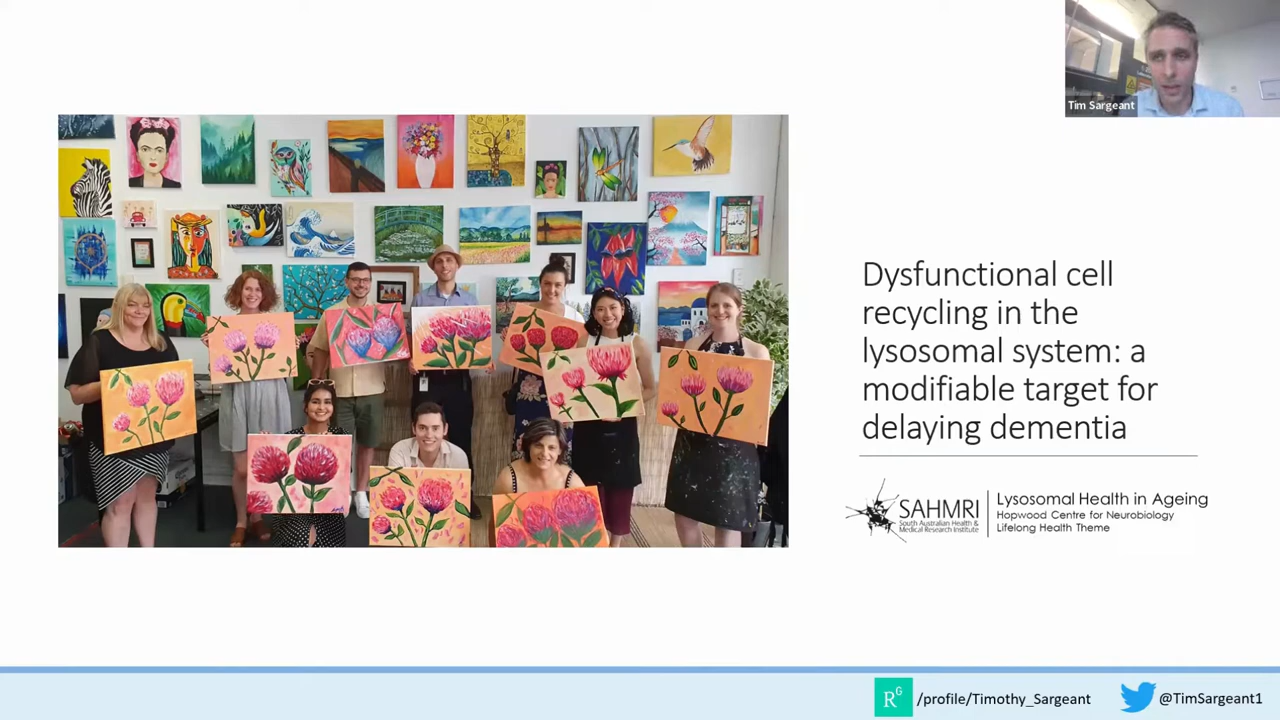 Tim Sargeant
Dysfunctional cell
recycling in the
lysosomal system: a
modifiable target for
delaying dementia
SAHMRI
South Australian Health &
Medical Research Institute
Lysosomal Health in Ageing
Hopwood Centre for Neurobiology
Lifelong Health Theme
RG
/profile/Timothy_Sargeant
@TimSargeant1